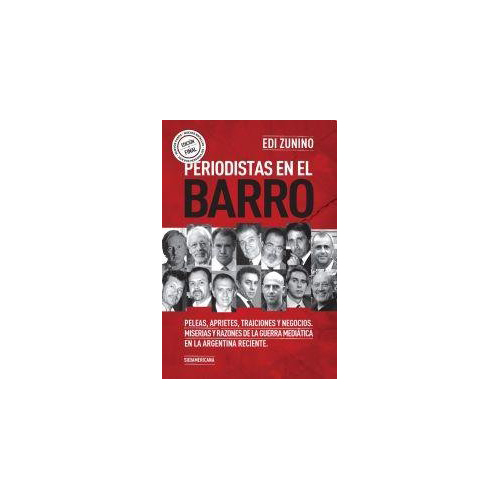 EDI ZUNINO
EDICIÓN
FINAL
PERIODISTAS EN EL
BARRO
PELEAS, APRIETES, TRAICIONES Y NEGOCIOS.
MISERIAS Y RAZONES DE LA GUERRA MEDIÁTICA
EN LA ARGENTINA RECIENTE.
SUDAMERICANA